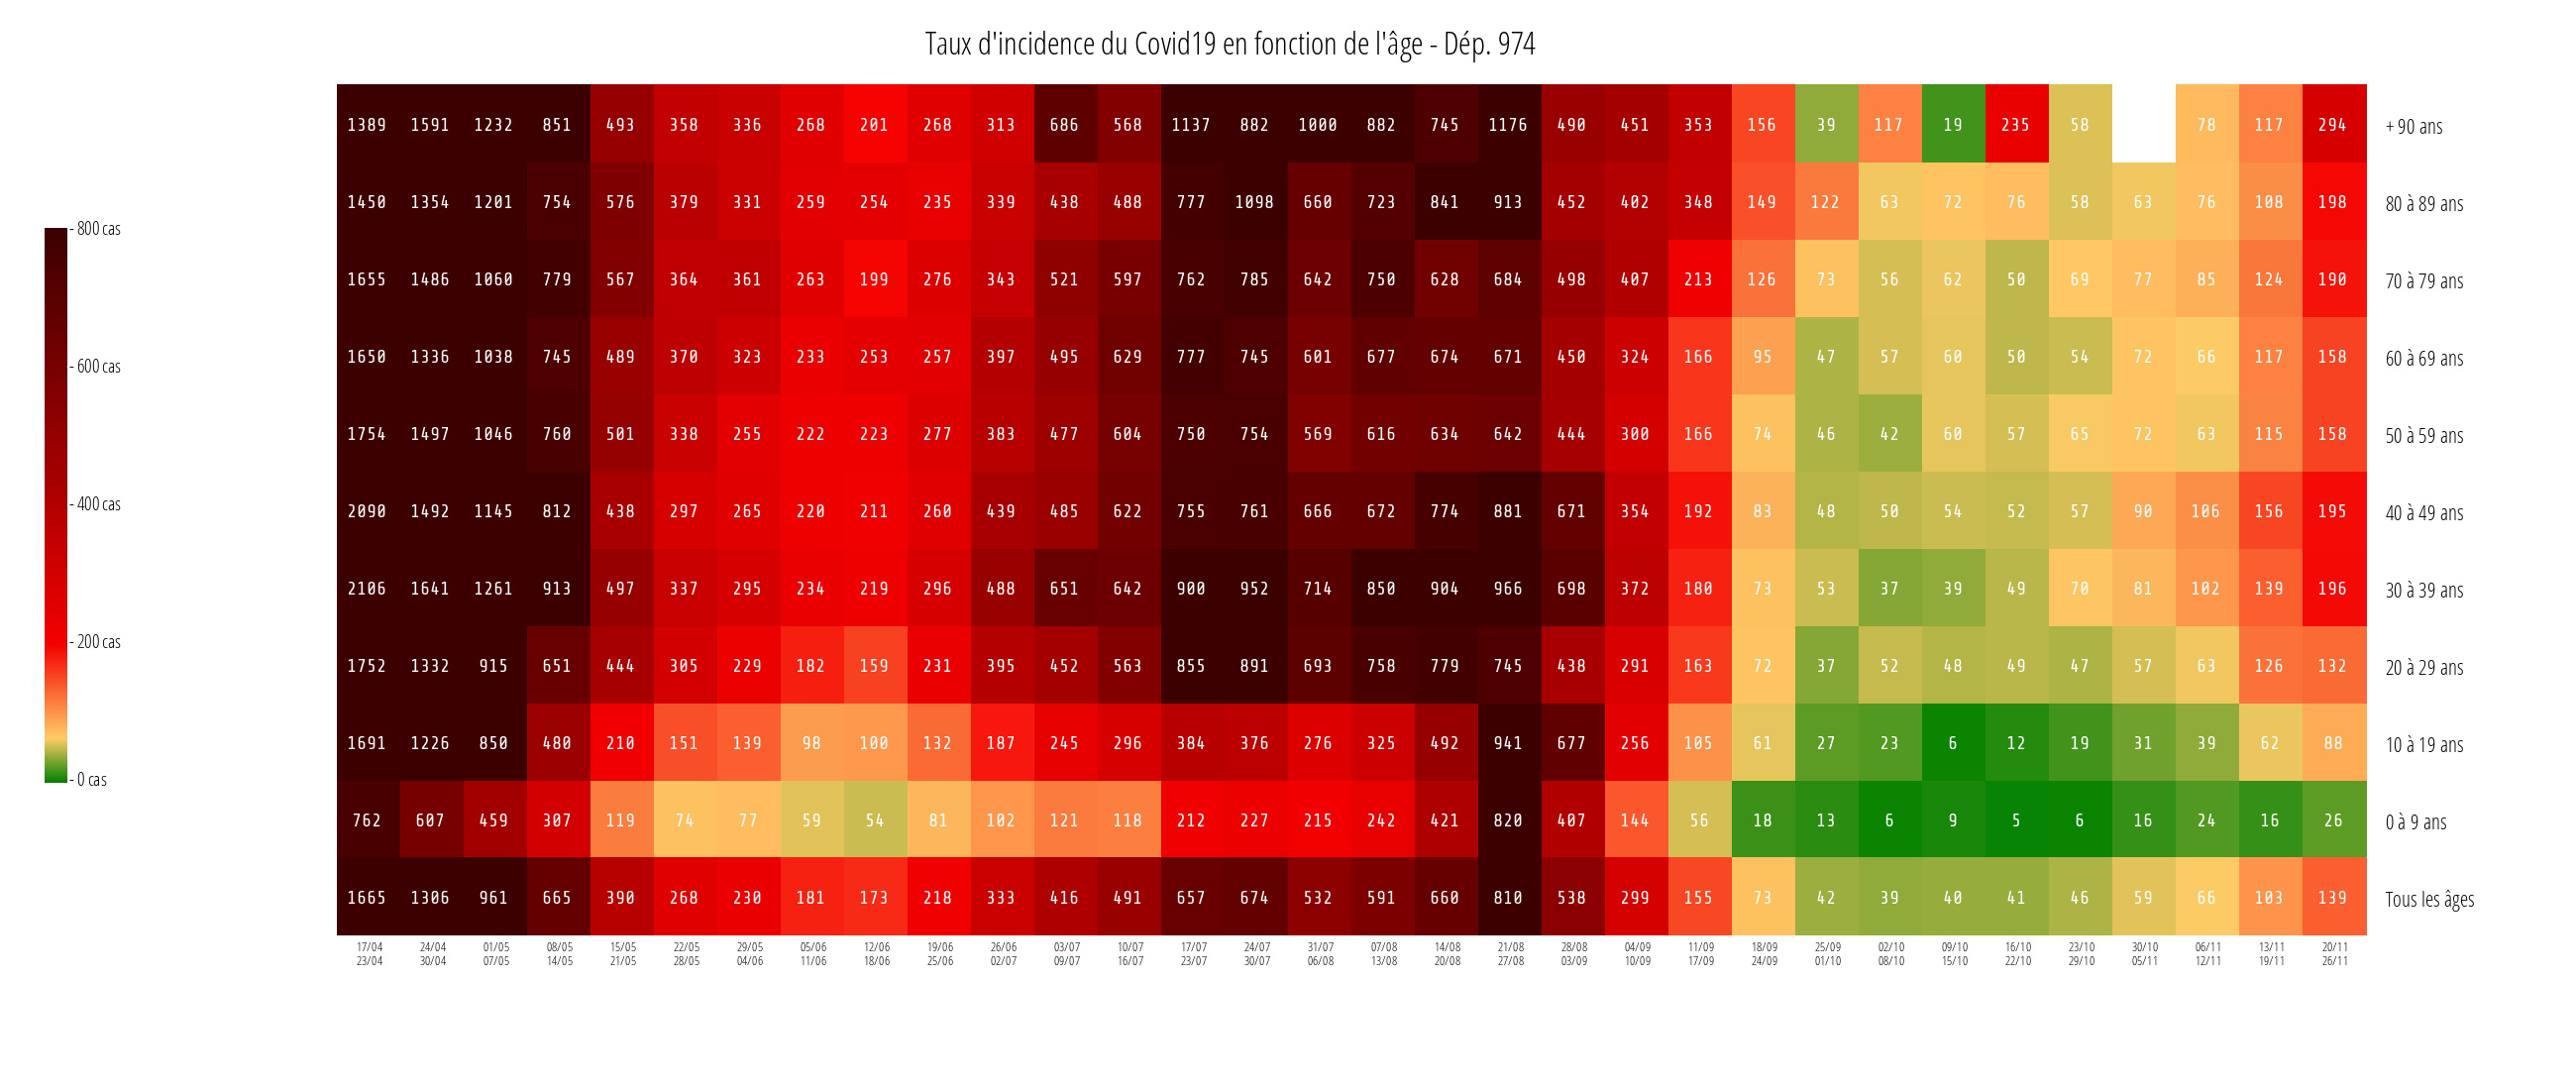 Taux d'incidence du Covid19 en fonction de l'âge - Dép. 974
- 800 cas
- 600 cas
- 400 cas
- 200 cas
- 0 cas
1389 1591 1232 851 493 358 336 268 201 268 313 686 568 1137 882 1000 882 745 1176 490 451 353 156 39 117 19 235 58 78 117 294 + 90 ans
1450 1354 1201 754 576 379 331 259 254 235 339 438 488 777 1098 660 723 841 913 452 402 348 149 122 63 72 76 58 63 76 108 198 80 à 89 ans
1655 1486 1060 779 567 364 361 263 199 276 343 521 597 762 785 642 750 628 684 498 407 213 126 73 56 62 50 69 77 85 124 190 70 à 79 ans
1650 1336 1038 745 489 370 323 233 253 257 397 495 629 777 745 601 677 674 671 450 324 166 95 47 57 60 50 54 72 66 117 158 60 à 69 ans
1754 1497 1046 760 501 338 255 222 223 277 383 477 604 750 754 569 616 634 642 444 300 166 74 46 42 60 57 65 72 63 115 158 50 à 59 ans
2090 1492 1145 812 438 297 265 220 211 260 439 485 622 755 761 666 672 774 881 671 354 192 83 48 50 54 52 57 90 106 156 195 40 à 49 ans
2106 1641 1261 913 497 337 295 234 219 296 488 651 642 900 952 714 850 904 966 698 372 180 73 53 37 39 49 70 81 102 139 196 30 à 39 ans
1752 1332 915 651 444 305 229 182 159 231 395 452 563 855 891 693 758 779 745 438 291 163 72 37 52 48 49 47 57 63 126 132 20 à 29 ans
1691 1226 850 480 210 151 139 98 100 132 187 245 296 384 376 276 325 492 941 677 256 105 61 27 23 6 12 19 31 39 62 88 10 à 19 ans
762 607 459 307 119 74 77 59 54 81 102 121 118 212 227 215 242 421 820 407 144 56 18 13 6 9 5 6 16 24 16 26 0 à 9 ans
1665 1306 961 665 390 268 230 181 173 218 333 416 491 657 674 532 591 660 810 538 299 155 73 42 39 40 41 46 59 66 103 139 Tous les âges
17/04 24/04 01/05 08/05 15/05 22/05 29/05 05/06 12/06 19/06 26/06 03/07 10/07 17/07 24/07 31/07 07/08 14/08 21/08 28/08 04/09 11/09 18/09 25/09 02/10 09/10 16/10 23/10 30/10 06/11 13/11 20/11
23/04 30/04 07/05 14/05 21/05 28/05 04/06 11/06 18/06 25/06 02/07 09/07 16/07 23/07 30/07 06/08 13/08 20/08 27/08 03/09 10/09 17/09 24/09 01/10 08/10 15/10 22/10 29/10 05/11 12/11 19/11 26/11